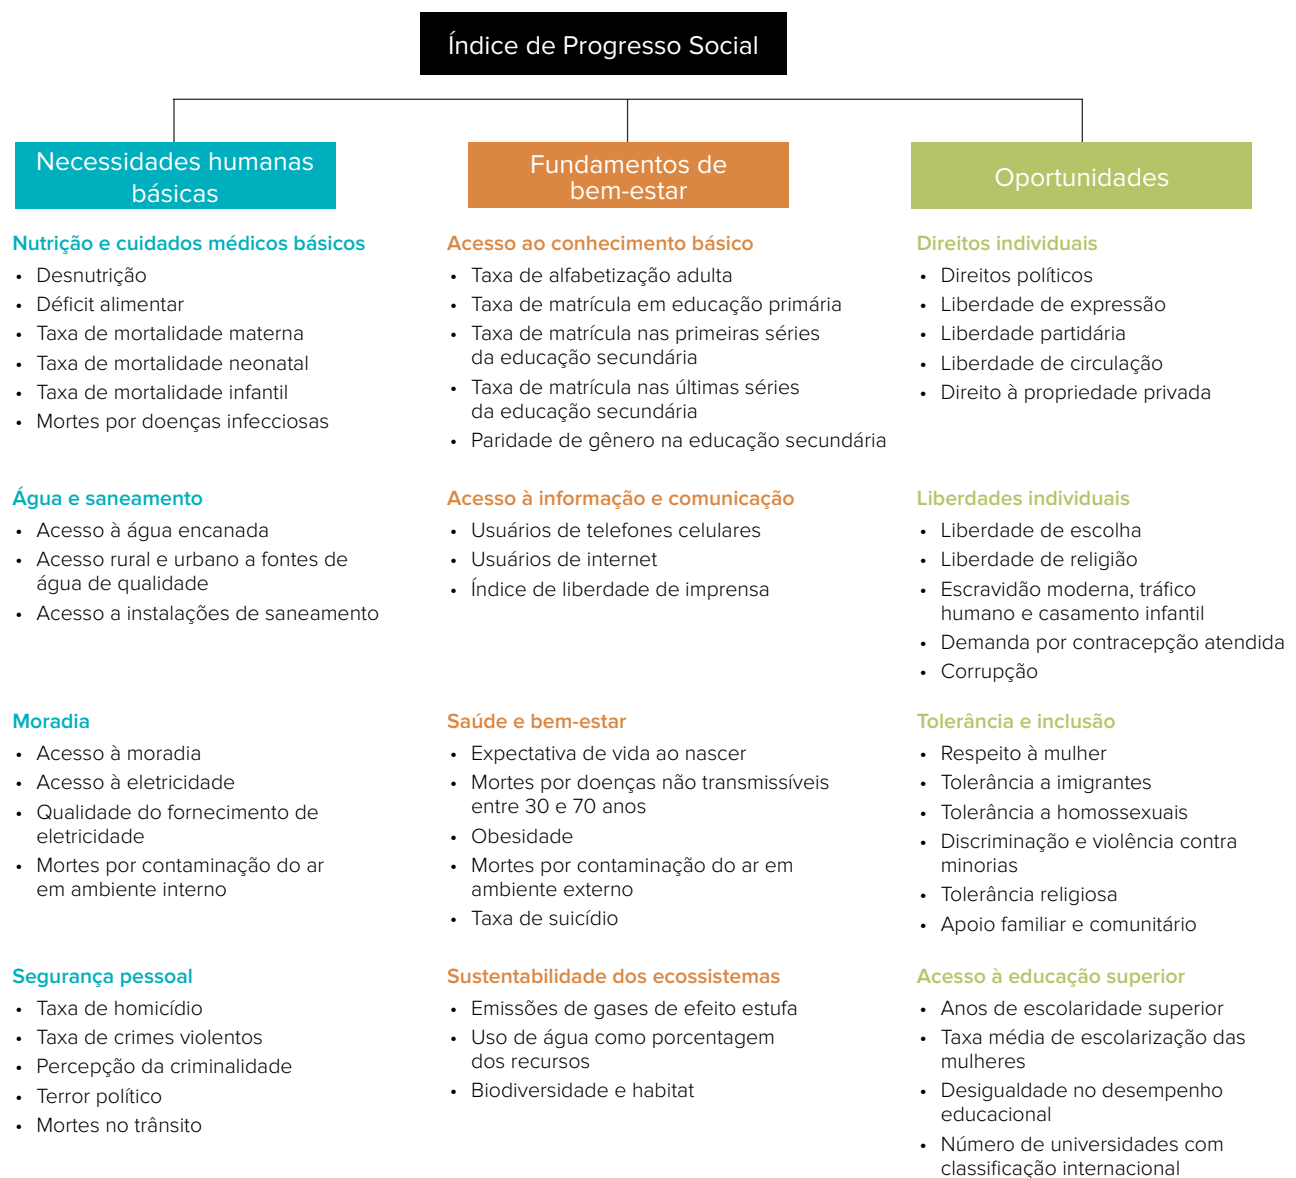 Índice de Progresso Social
Necessidades humanas
básicas
Nutrição e cuidados médicos básicos
• Desnutrição
• Déficit alimentar
• Taxa de mortalidade materna
• Taxa de mortalidade neonatal
• Taxa de mortalidade infantil
• Mortes por doenças infecciosas
Água e saneamento
• Acesso à água encanada
• Acesso rural e urbano a fontes de
água de qualidade
• Acesso a instalações de saneamento
Moradia
• Acesso à moradia
• Acesso à eletricidade
• Qualidade do fornecimento de
eletricidade
• Mortes por contaminação do ar
em ambiente interno
Segurança pessoal
• Taxa de homicídio
• Taxa de crimes violentos
• Percepção da criminalidade
• Terror político
• Mortes no trânsito
Fundamentos de
bem-estar
Acesso ao conhecimento básico
• Taxa de alfabetização adulta
• Taxa de matrícula em educação primária
• Taxa de matrícula nas primeiras séries
da educação secundária
• Taxa de matrícula nas últimas séries
da educação secundária
• Paridade de gênero na educação secundária
Acesso à informação e comunicação
• Usuários de telefones celulares
• Usuários de internet
• Índice de liberdade de imprensa
Saúde e bem-estar
• Expectativa de vida ao nascer
• Mortes por doenças não transmissíveis
entre 30 e 70 anos
• Obesidade
• Mortes por contaminação do ar em
ambiente externo
• Taxa de suicídio
Sustentabilidade dos ecossistemas
• Emissões de gases de efeito estufa
• Uso de água como porcentagem
dos recursos
• Biodiversidade e habitat
Oportunidades
Direitos individuais
• Direitos políticos
• Liberdade de expressão
• Liberdade partidária
• Liberdade de circulação
• Direito à propriedade privada
Liberdades individuais
• Liberdade de escolha
• Liberdade de religião
• Escravidão moderna, tráfico
humano e casamento infantil
• Demanda por contracepção atendida
• Corrupção
Tolerância e inclusão
• Respeito à mulher
• Tolerância a imigrantes
• Tolerância a homossexuais
• Discriminação e violência contra
minorias
• Tolerância religiosa
• Apoio familiar e comunitário
Acesso à educação superior
• Anos de escolaridade superior
• Taxa média de escolarização das
mulheres
• Desigualdade no desempenho
educacional
• Número de universidades com
classificação internacional